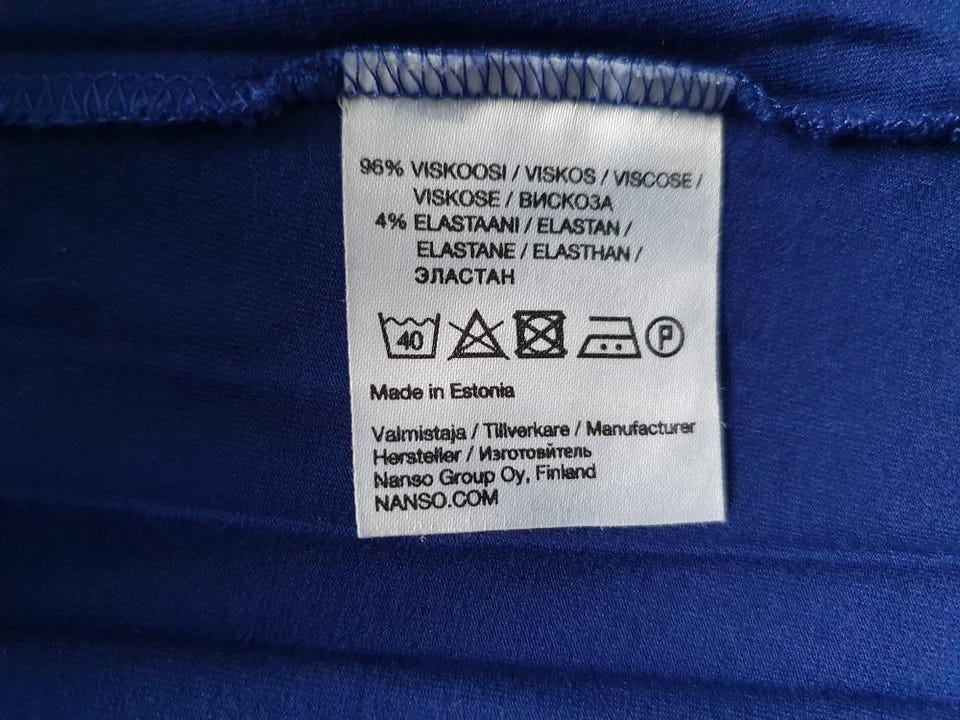 96% VISKOOSI / VISKOS / VISCOSE /
VISKOSE / ВИСКОЗА
4% ELASTAANI / ELASTAN /
ELASTANE / ELASTHAN /
ЭЛАСТАН
40 P
Made in Estonia
Valmistaja / Tillverkare / Manufacturer
Hersteller / Изготовйтель
Nanso Group Oy, Finland
NANSO.COM